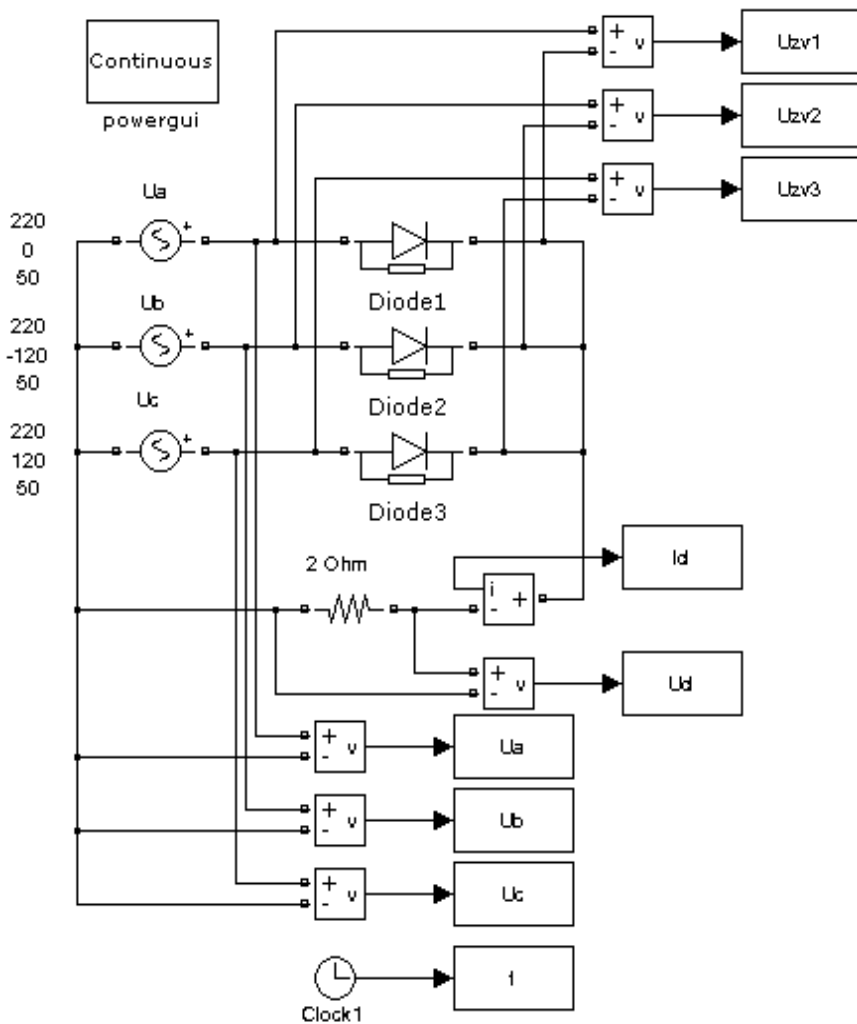 Continuous
powergui
+
-
v
Uzv1
+
-
v
Uzv2
+
-
v
Uzv3
220
0
50
Ua
+
Diode1
220
-120
50
Ub
+
Diode2
220
120
50
Uc
+
Diode3
2 Ohm
i
-
+
Id
+
-
v
Ud
+
-
v
Ua
+
-
v
Ub
+
-
v
Uc
Clock1
t